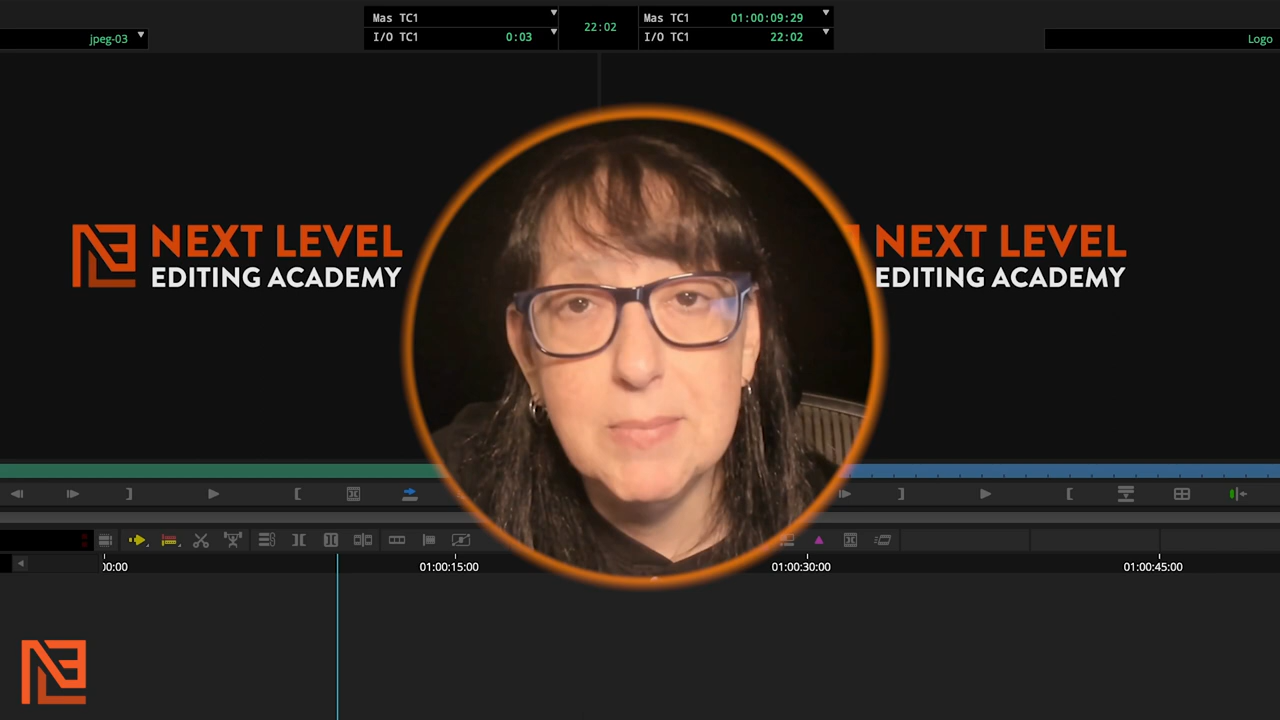 Mas TC1
I/O TC1 0:03
22:02
Mas TC1 01:00:09:29
I/O TC1 22:02
jpeg-03
Logo
NEXT LEVEL
EDITING ACADEMY
NEXT LEVEL
EDITING ACADEMY
00:00
01:00:15:00
01:00:30:00
01:00:45:00